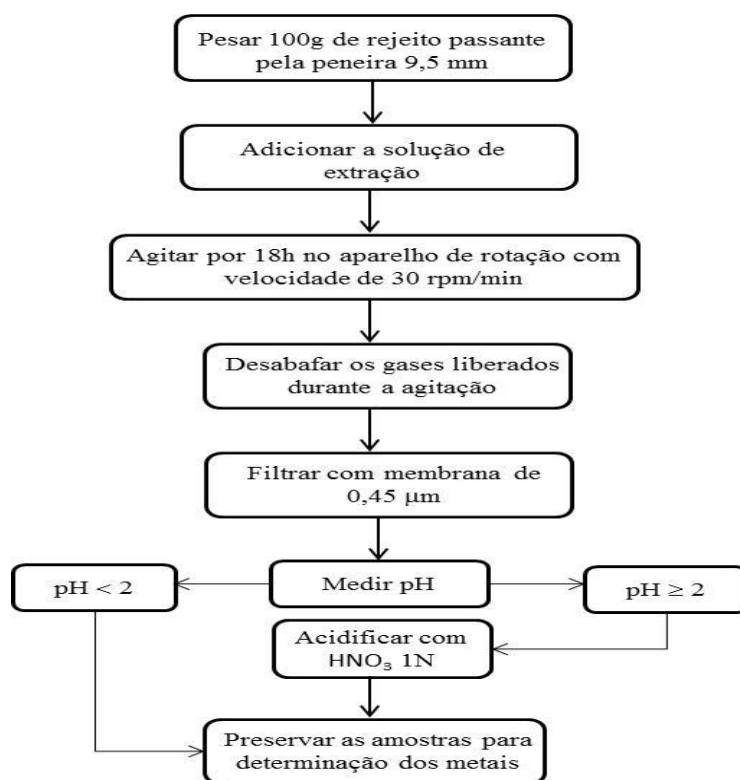 Pesar 100g de rejeito passante
pela peneira 9,5 mm
Adicionar a solução de
extração
Agitar por 18h no aparelho de rotação com
velocidade de 30 rpm/min
Desabafar os gases liberados
durante a agitação
Filtrar com membrana de
0,45 µm
Medir pH
pH < 2
pH ≥ 2
Acidificar com
HNO₃ 1N
Preservar as amostras para
determinação dos metais